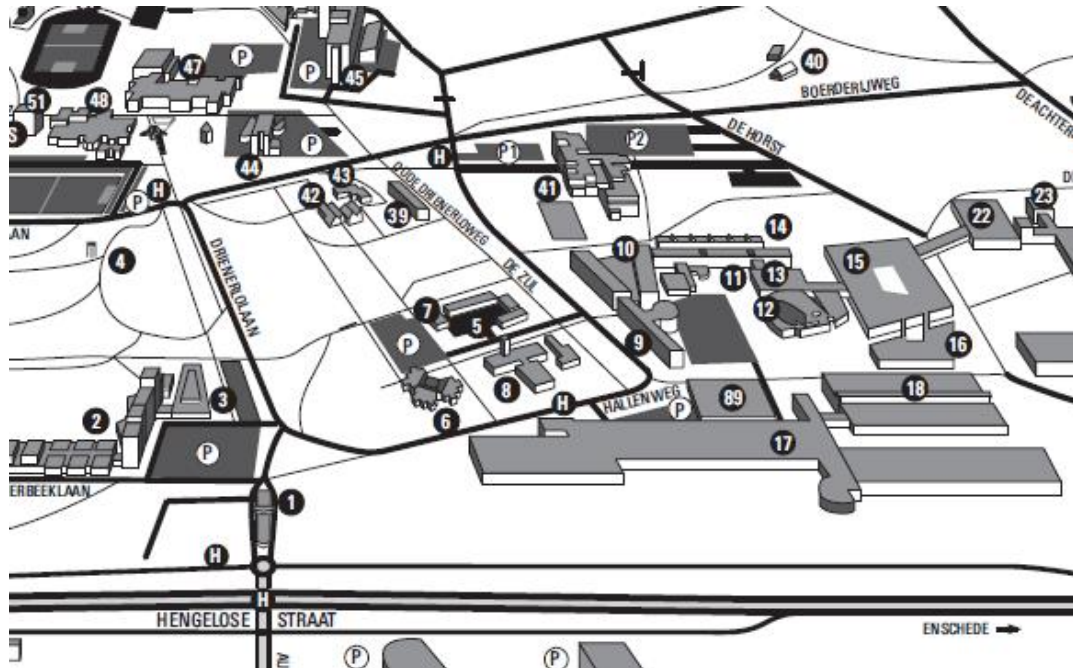 P
P
47
45
40
BOERDERIJWEG
DE ACHTER
51
48
S
P
DE HORST
P1
P2
H
44
43
41
42
39
OUDE DRIENERLOWEG
H
P
23
22
LAAN
4
DRIENERLOLAAN
10
14
15
11
13
DE ZUL
7
5
12
P
9
16
8
18
3
6
H
HALLENWEG
P
89
2
17
P
ERBEEKLAAN
1
H
H
HENGELOSE STRAAT
ENSCHEDE
P
P